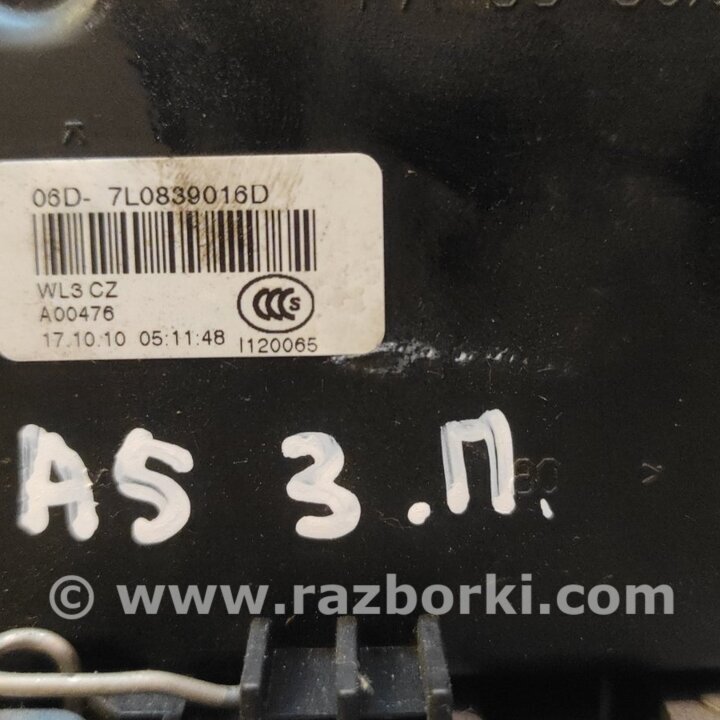 06D- 7L0839016D
WL3 CZ
A00476
CCC S
17.10.10 05:11:48 I120065
A5 3.П.
© www.razborki.com